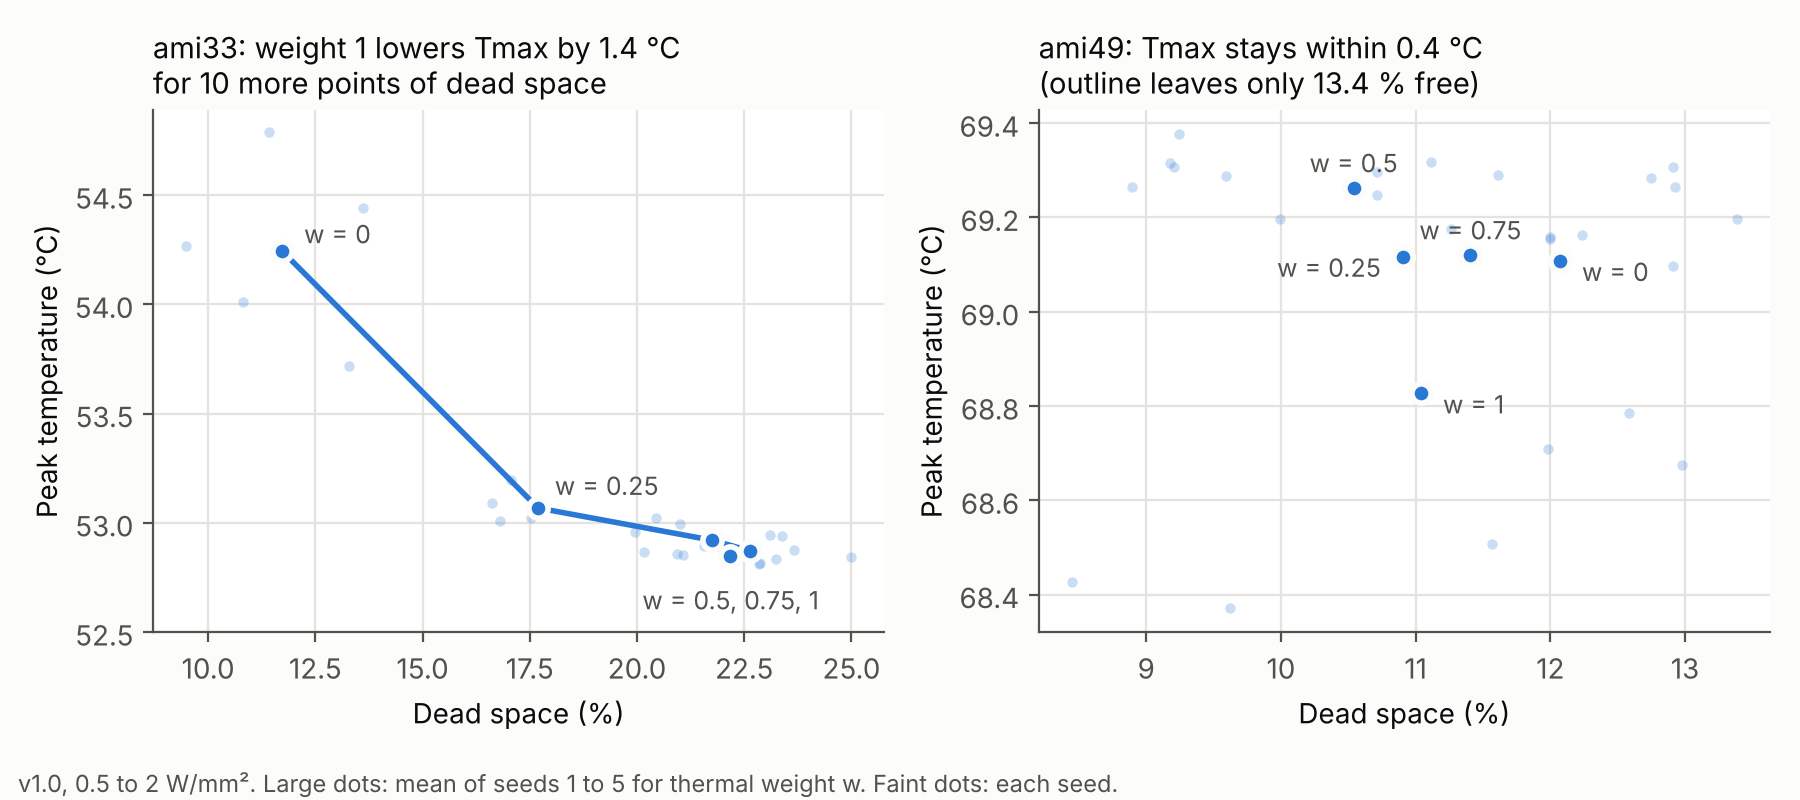 ami33: weight 1 lowers Tmax by 1.4 °C
for 10 more points of dead space
Peak temperature (°C)
54.5
54.0
53.5
53.0
52.5
w = 0
w = 0.25
w = 0.5, 0.75, 1
10.0 12.5 15.0 17.5 20.0 22.5 25.0
Dead space (%)
ami49: Tmax stays within 0.4 °C
(outline leaves only 13.4 % free)
Peak temperature (°C)
69.4
69.2
69.0
68.8
68.6
68.4
w = 0.5
w = 0.75
w = 0.25
w = 0
w = 1
9 10 11 12 13
Dead space (%)
v1.0, 0.5 to 2 W/mm². Large dots: mean of seeds 1 to 5 for thermal weight w. Faint dots: each seed.